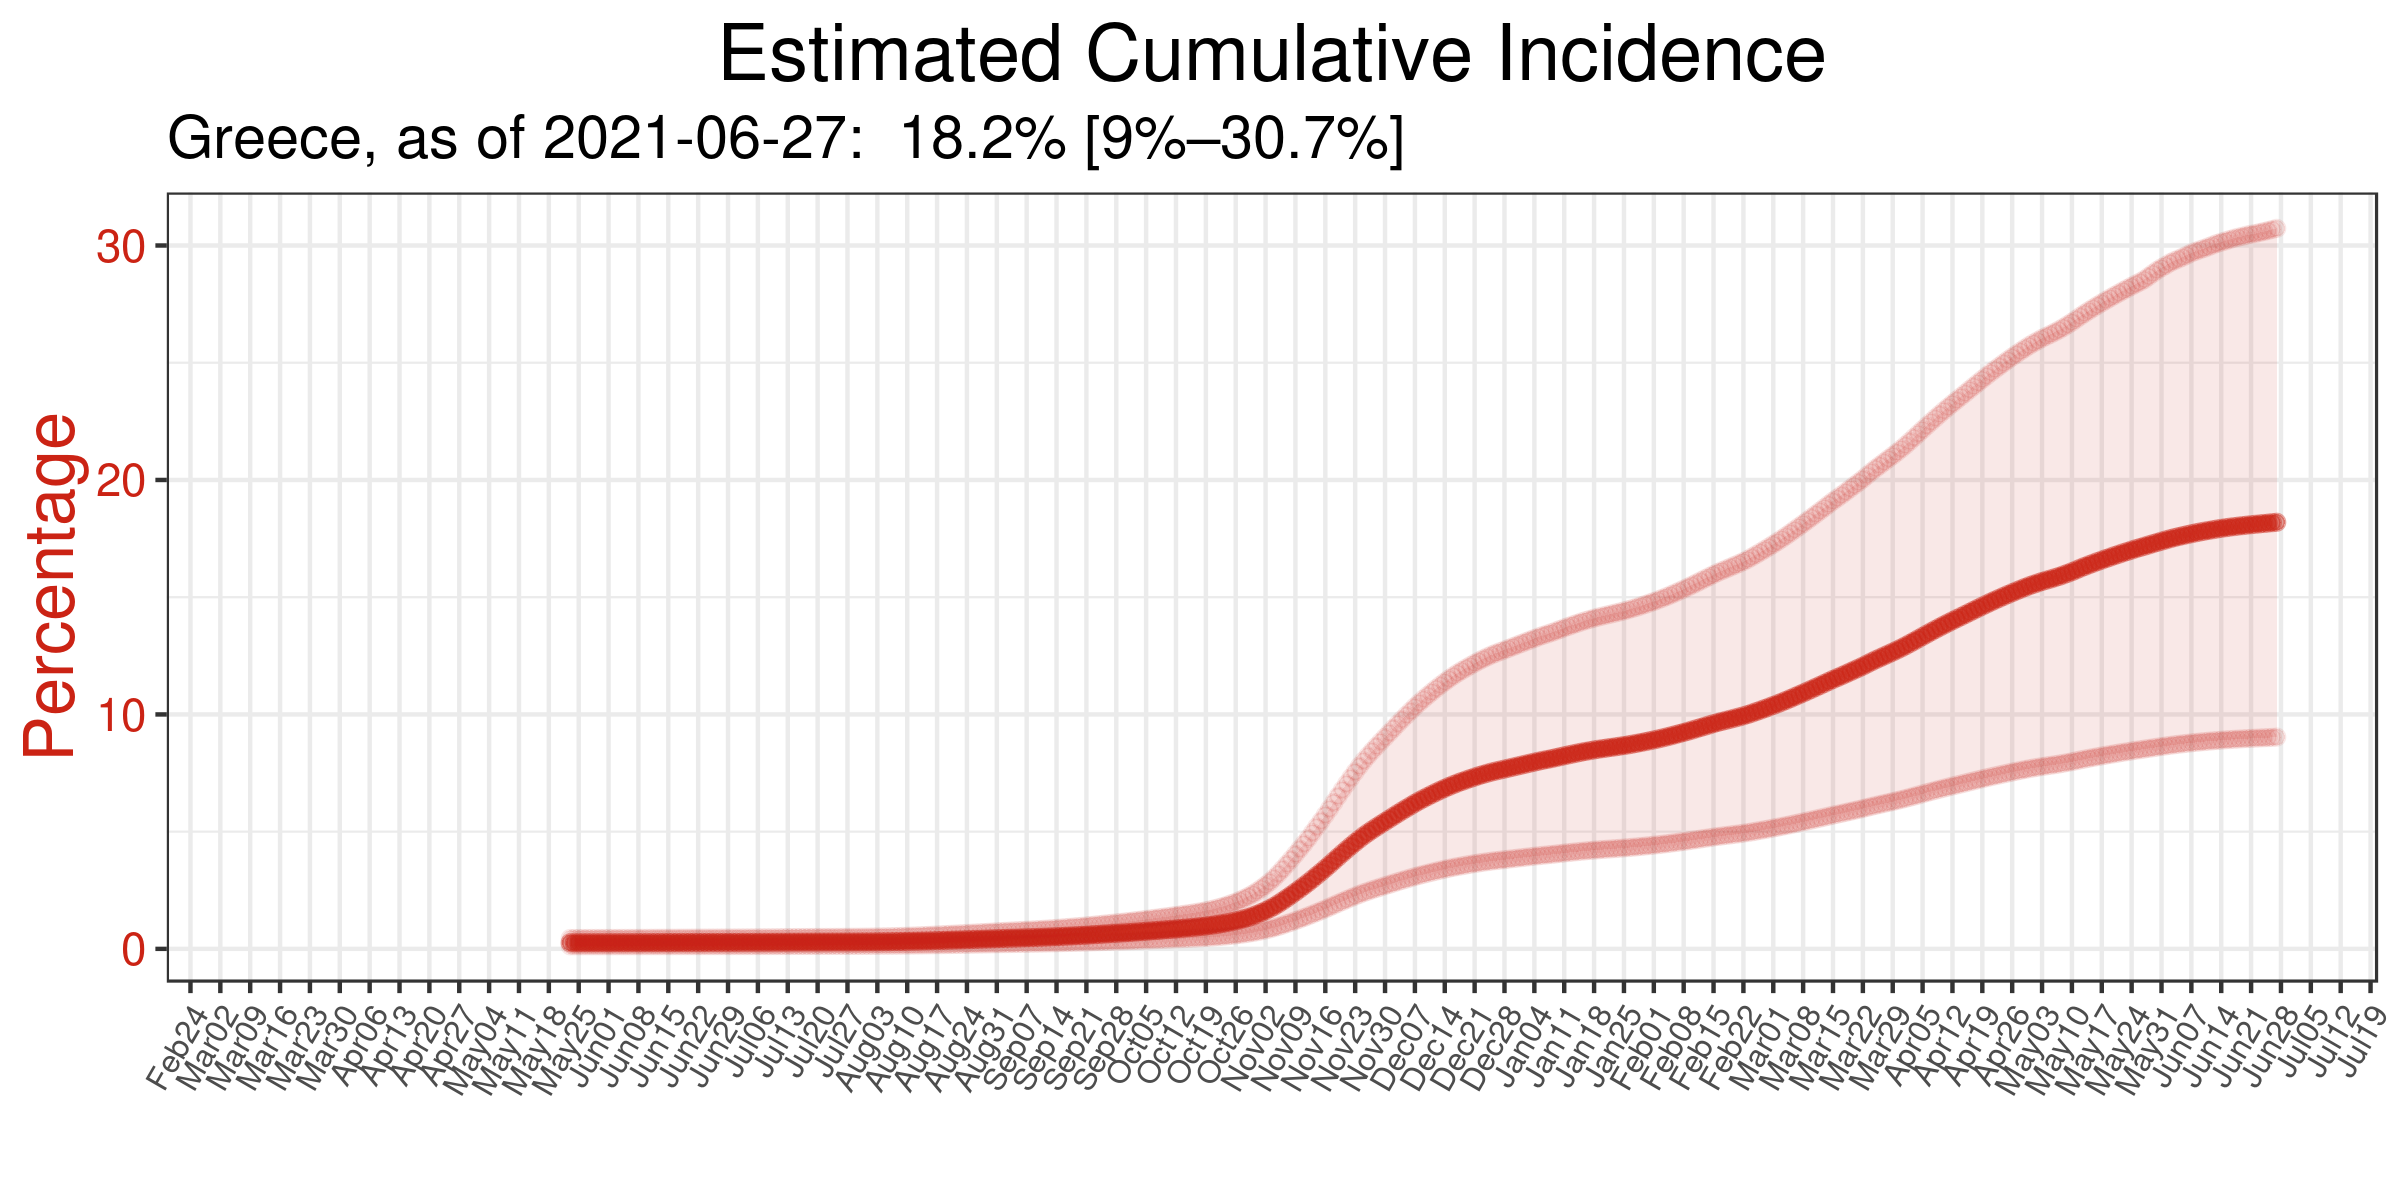 Estimated Cumulative Incidence
Greece, as of 2021-06-27: 18.2% [9%–30.7%]
Percentage
30
20
10
0
Feb24
Mar02
Mar09
Mar16
Mar23
Mar30
Apr06
Apr13
Apr20
Apr27
May04
May11
May18
May25
Jun01
Jun08
Jun15
Jun22
Jun29
Jul06
Jul13
Jul20
Jul27
Aug03
Aug10
Aug17
Aug24
Aug31
Sep07
Sep14
Sep21
Sep28
Oct05
Oct12
Oct19
Oct26
Nov02
Nov09
Nov16
Nov23
Nov30
Dec07
Dec14
Dec21
Dec28
Jan04
Jan11
Jan18
Jan25
Feb01
Feb08
Feb15
Feb22
Mar01
Mar08
Mar15
Mar22
Mar29
Apr05
Apr12
Apr19
Apr26
May03
May10
May17
May24
May31
Jun07
Jun14
Jun21
Jun28
Jul05
Jul12
Jul19